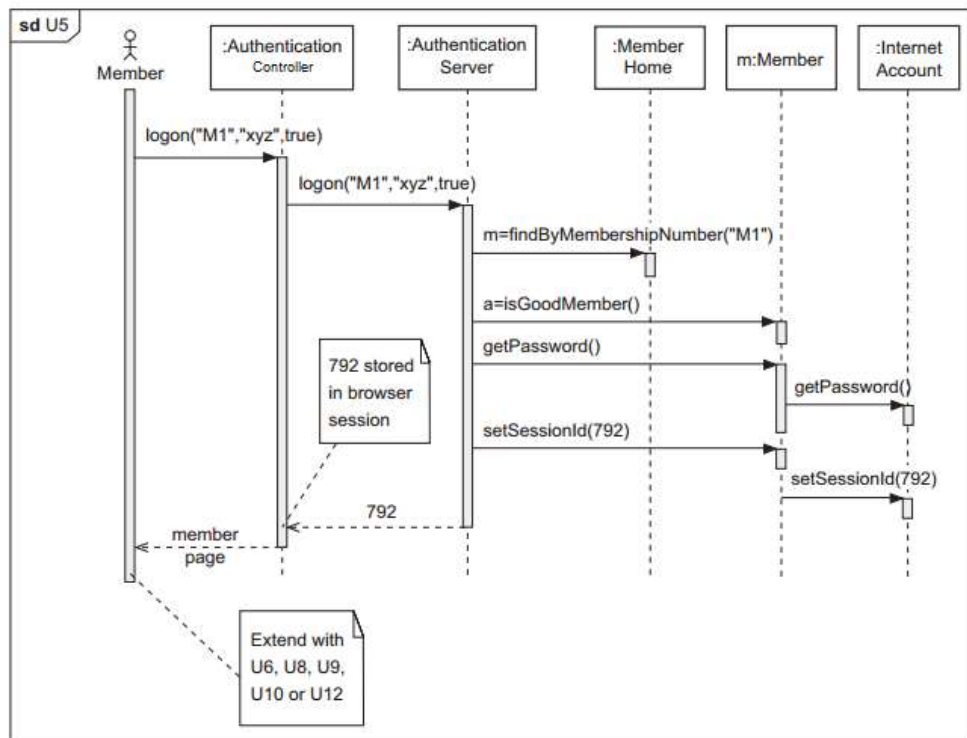 sd U5
Member
:Authentication
Controller
:Authentication
Server
:Member
Home
m:Member
:Internet
Account
logon("M1","xyz",true)
logon("M1","xyz",true)
m=findByMembershipNumber("M1")
a=isGoodMember()
getPassword()
792 stored
in browser
session
getPassword()
setSessionId(792)
setSessionId(792)
792
member
page
Extend with
U6, U8, U9,
U10 or U12